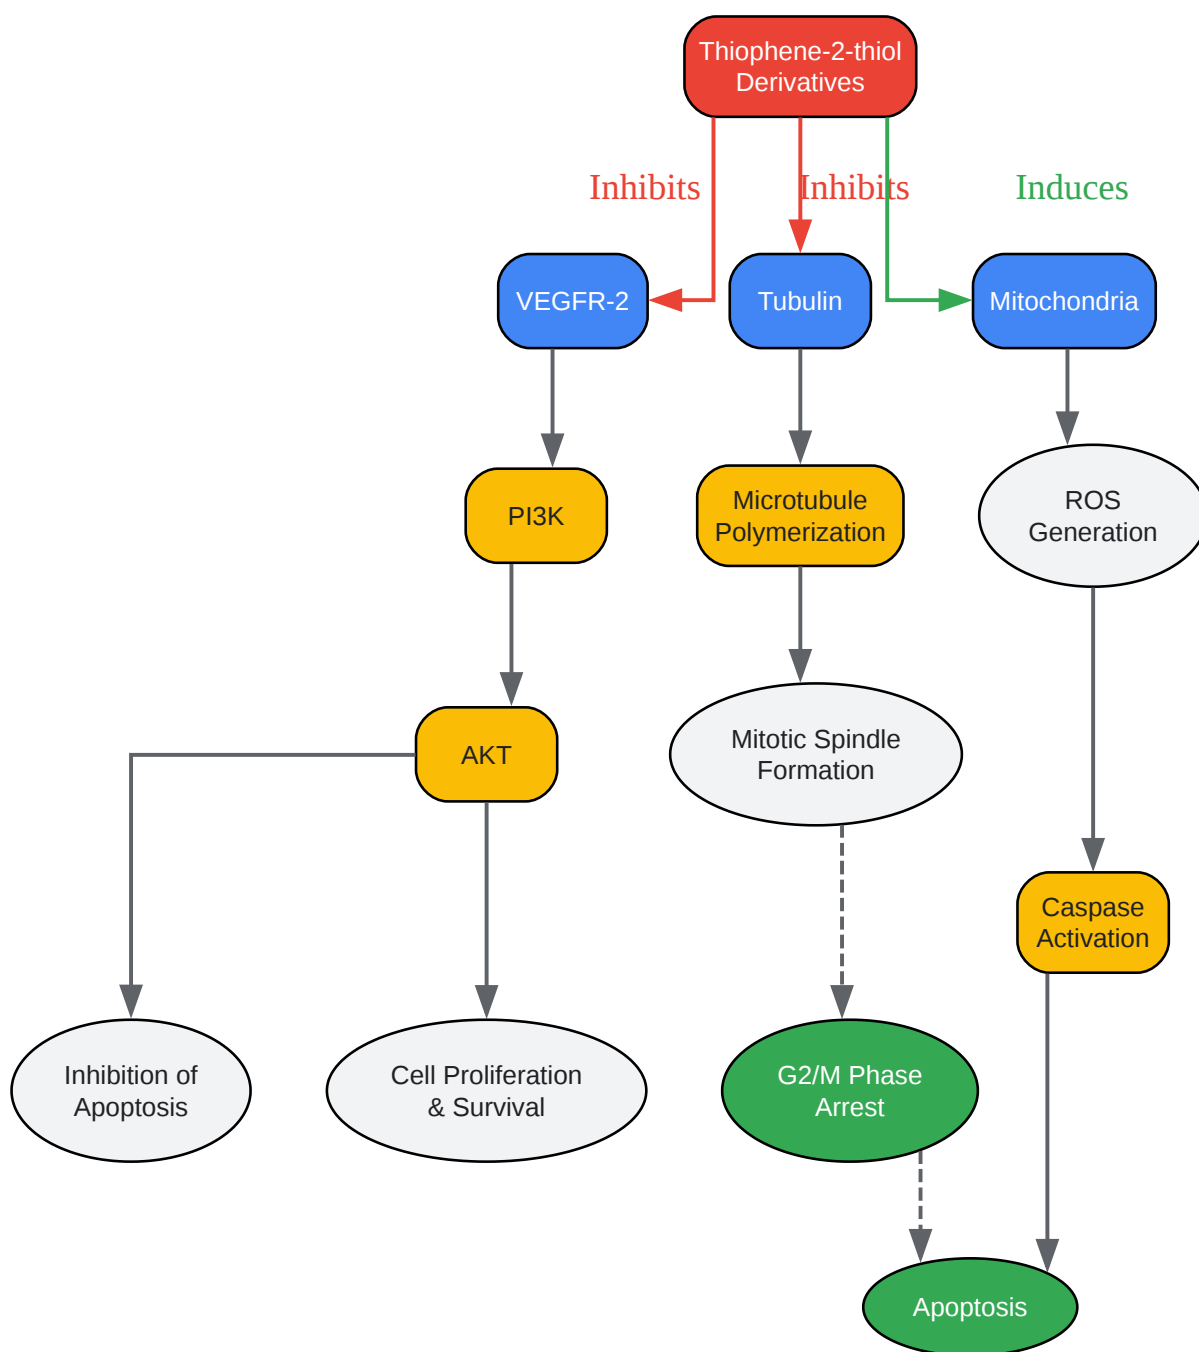 Thiophene-2-thiol
Derivatives
Inhibits
Inhibits
Induces
VEGFR-2
Tubulin
Mitochondria
PI3K
Microtubule
Polymerization
ROS
Generation
AKT
Mitotic Spindle
Formation
Caspase
Activation
Inhibition of
Apoptosis
Cell Proliferation
& Survival
G2/M Phase
Arrest
Apoptosis